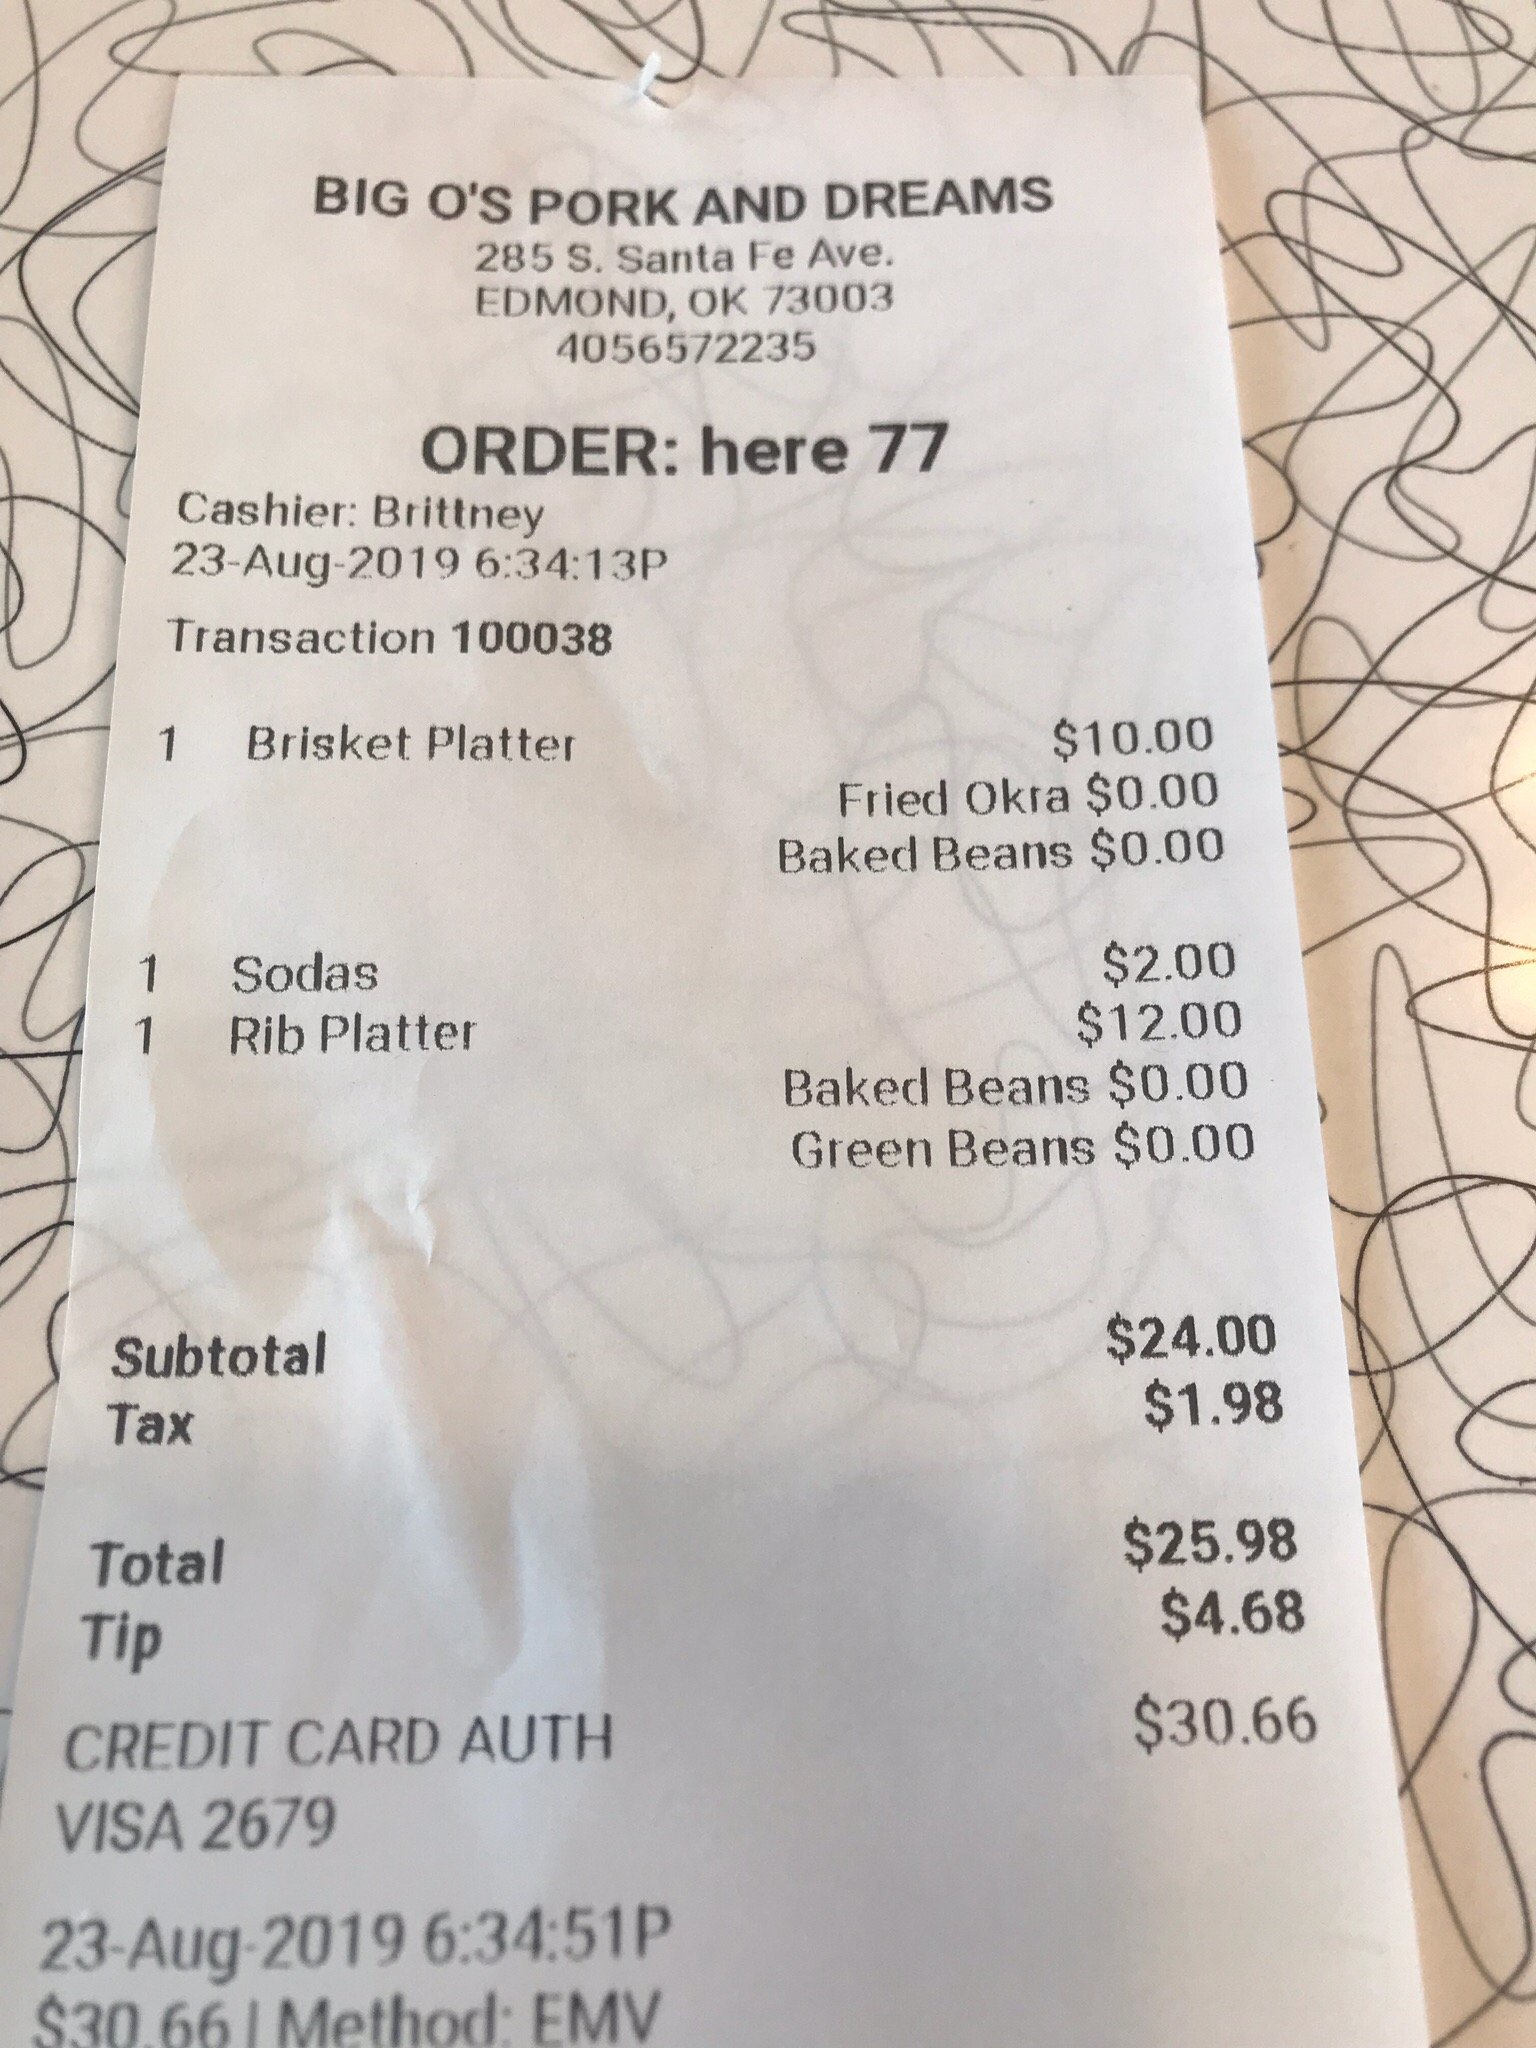 BIG O'S PORK AND DREAMS
285 S. Santa Fe Ave.
EDMOND, OK 73003
4056572235
ORDER: here 77
Cashier: Brittney
23-Aug-2019 6:34:13P
Transaction 100038
1 Brisket Platter $10.00
Fried Okra $0.00
Baked Beans $0.00
1 Sodas $2.00
1 Rib Platter $12.00
Baked Beans $0.00
Green Beans $0.00
Subtotal $24.00
Tax $1.98
Total $25.98
Tip $4.68
CREDIT CARD AUTH $30.66
VISA 2679
23-Aug-2019 6:34:51P
$30.66 | Method: EMV